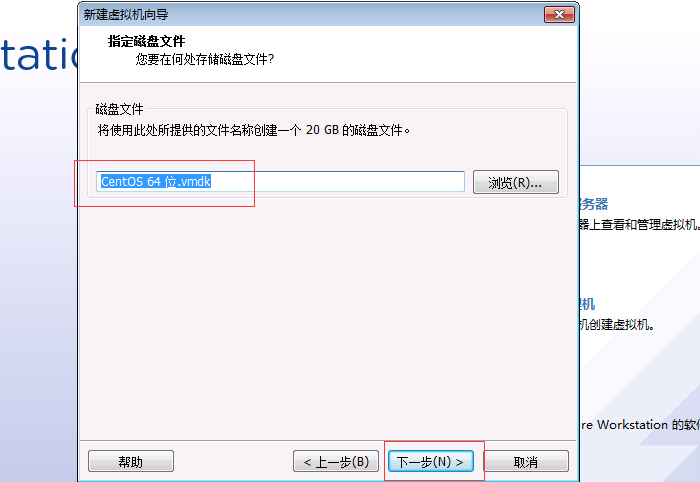 新建虚拟机向导
指定磁盘文件
您要在何处存储磁盘文件?
磁盘文件
将使用此处所提供的文件名称创建一个 20 GB 的磁盘文件。
CentOS 64 位.vmdk
浏览(R)...
务器
器上查看和管理虚拟机。
机
机创建虚拟机。
re Workstation 的软
帮助
< 上一步(B)
下一步(N) >
取消